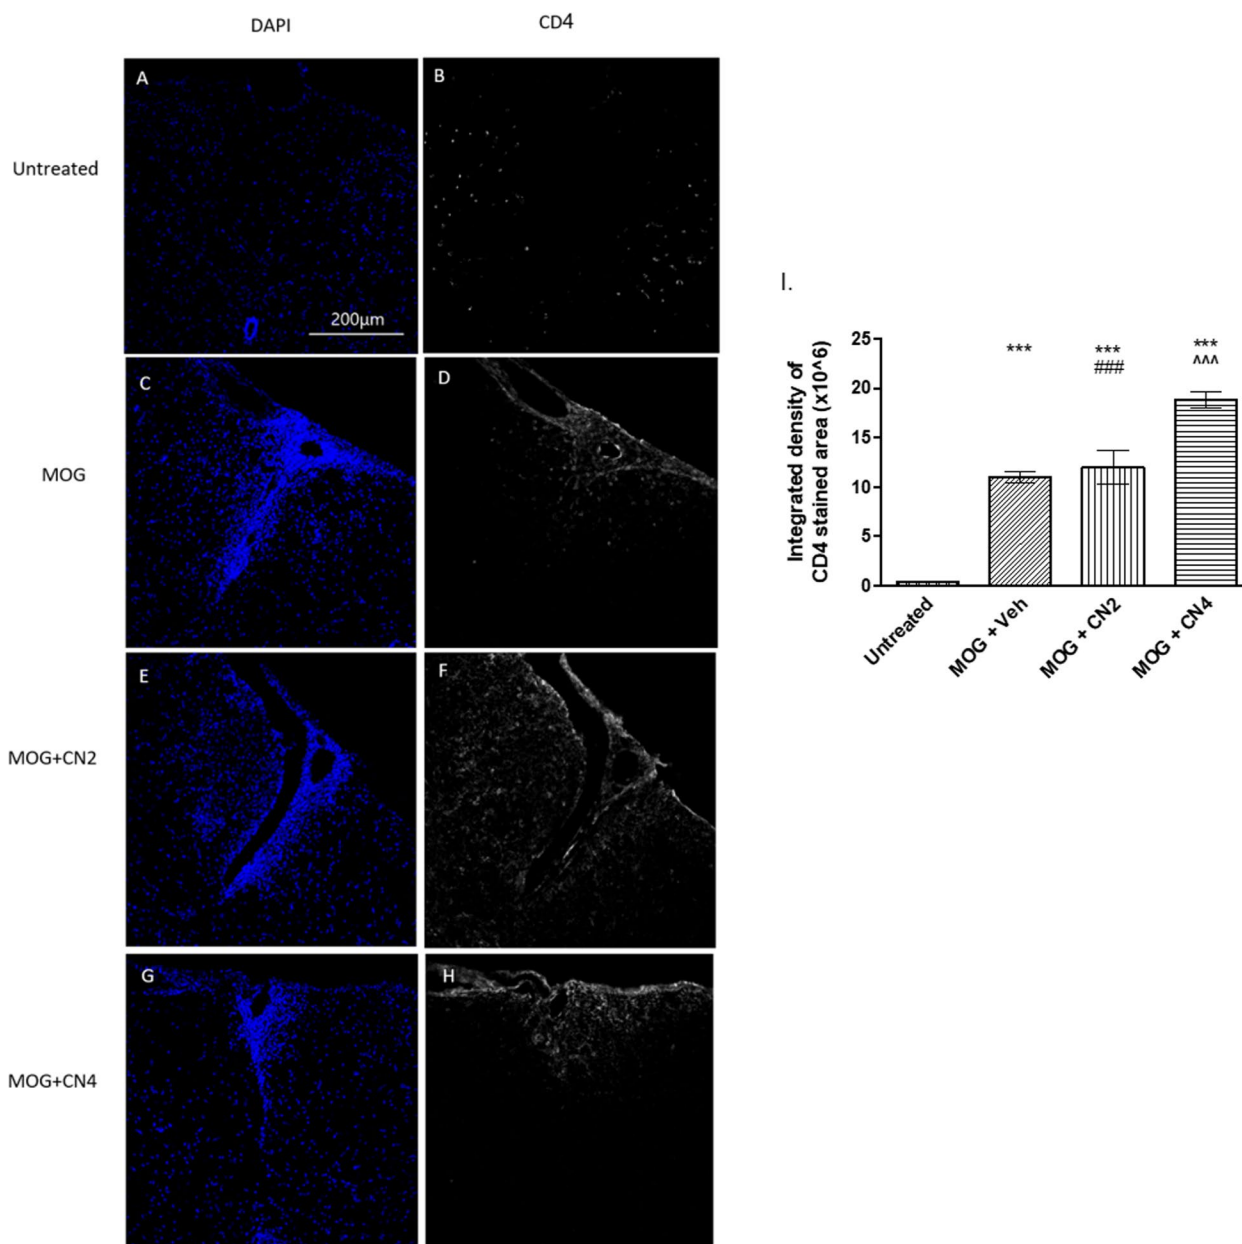 DAPI
CD4
A
B
Untreated
200µm
C
D
MOG
E
F
MOG+CN2
G
H
MOG+CN4
I.
Integrated density of
CD4 stained area (x10^6)
25
20
15
10
5
0
***
***
###
***
^^^
Untreated
MOG + Veh
MOG + CN2
MOG + CN4